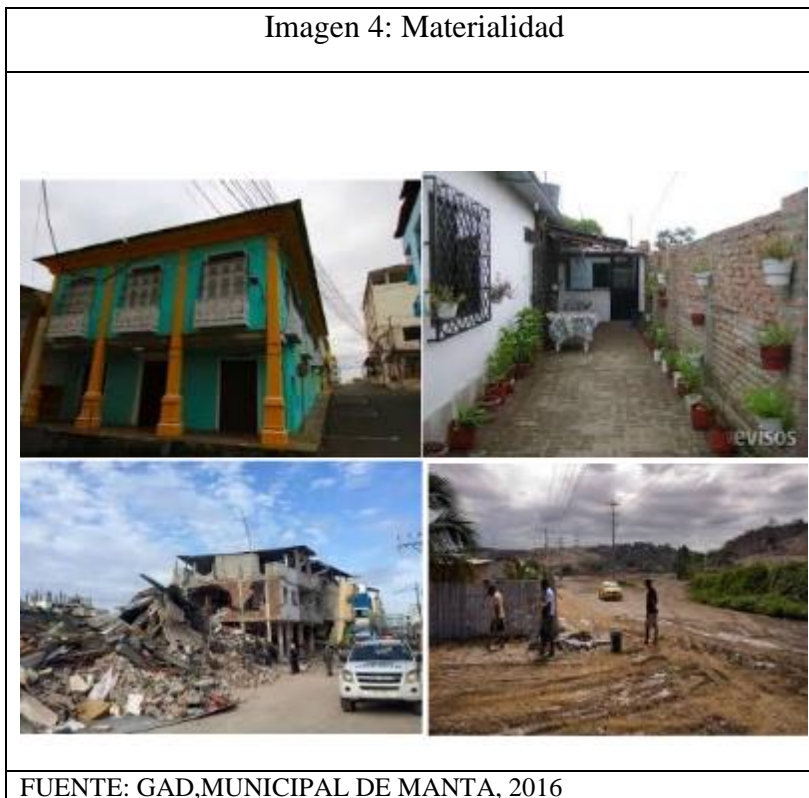 Imagen 4: Materialidad
evisos
FUENTE: GAD,MUNICIPAL DE MANTA, 2016